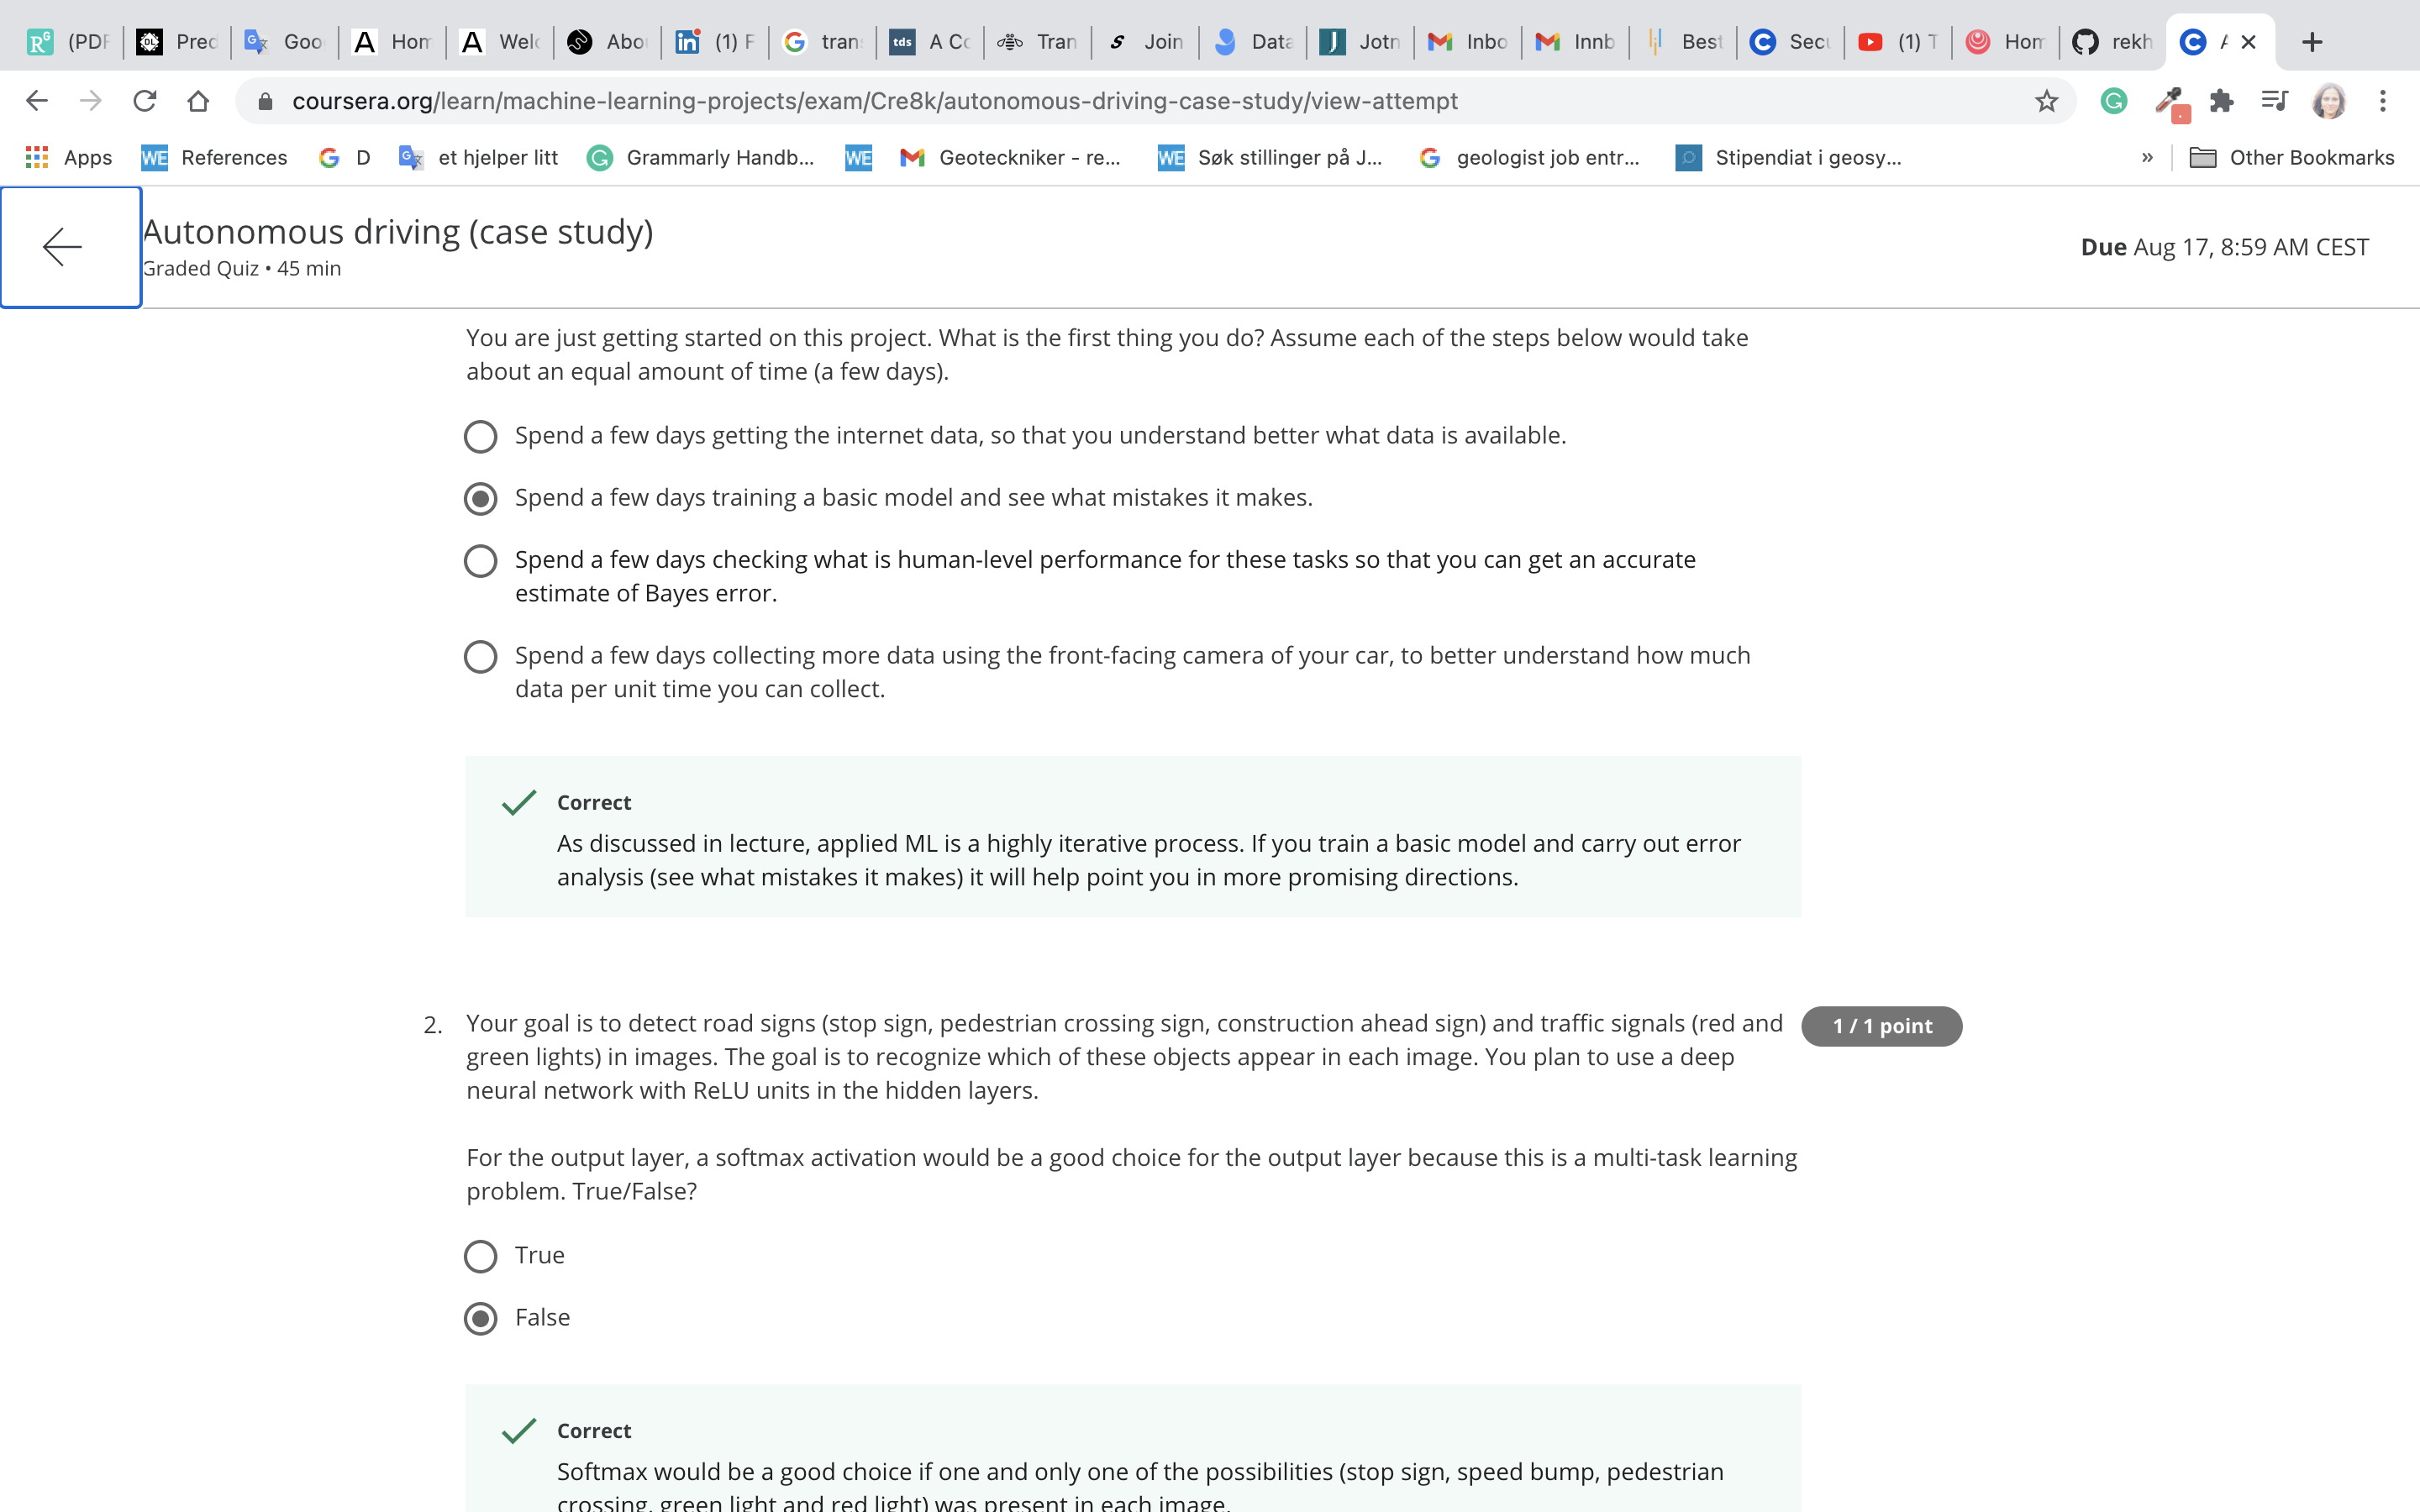 (PDF Pred Goo Hom Welc Abo (1) F tran tds A Co Tran Join Data Jotn Inbo Innb Best Secu (1) T Hom rekh
coursera.org/learn/machine-learning-projects/exam/Cre8k/autonomous-driving-case-study/view-attempt
Apps WE References D et hjelper litt Grammarly Handb... WE Geoteckniker - re... WE Søk stillinger på J... geologist job entr... Stipendiat i geosy... » Other Bookmarks
Autonomous driving (case study)
Graded Quiz • 45 min
Due Aug 17, 8:59 AM CEST
You are just getting started on this project. What is the first thing you do? Assume each of the steps below would take
about an equal amount of time (a few days).
Spend a few days getting the internet data, so that you understand better what data is available.
Spend a few days training a basic model and see what mistakes it makes.
Spend a few days checking what is human-level performance for these tasks so that you can get an accurate
estimate of Bayes error.
Spend a few days collecting more data using the front-facing camera of your car, to better understand how much
data per unit time you can collect.
Correct
As discussed in lecture, applied ML is a highly iterative process. If you train a basic model and carry out error
analysis (see what mistakes it makes) it will help point you in more promising directions.
2. Your goal is to detect road signs (stop sign, pedestrian crossing sign, construction ahead sign) and traffic signals (red and
1 / 1 point
green lights) in images. The goal is to recognize which of these objects appear in each image. You plan to use a deep
neural network with ReLU units in the hidden layers.
For the output layer, a softmax activation would be a good choice for the output layer because this is a multi-task learning
problem. True/False?
True
False
Correct
Softmax would be a good choice if one and only one of the possibilities (stop sign, speed bump, pedestrian
crossing, green light and red light) was present in each image.